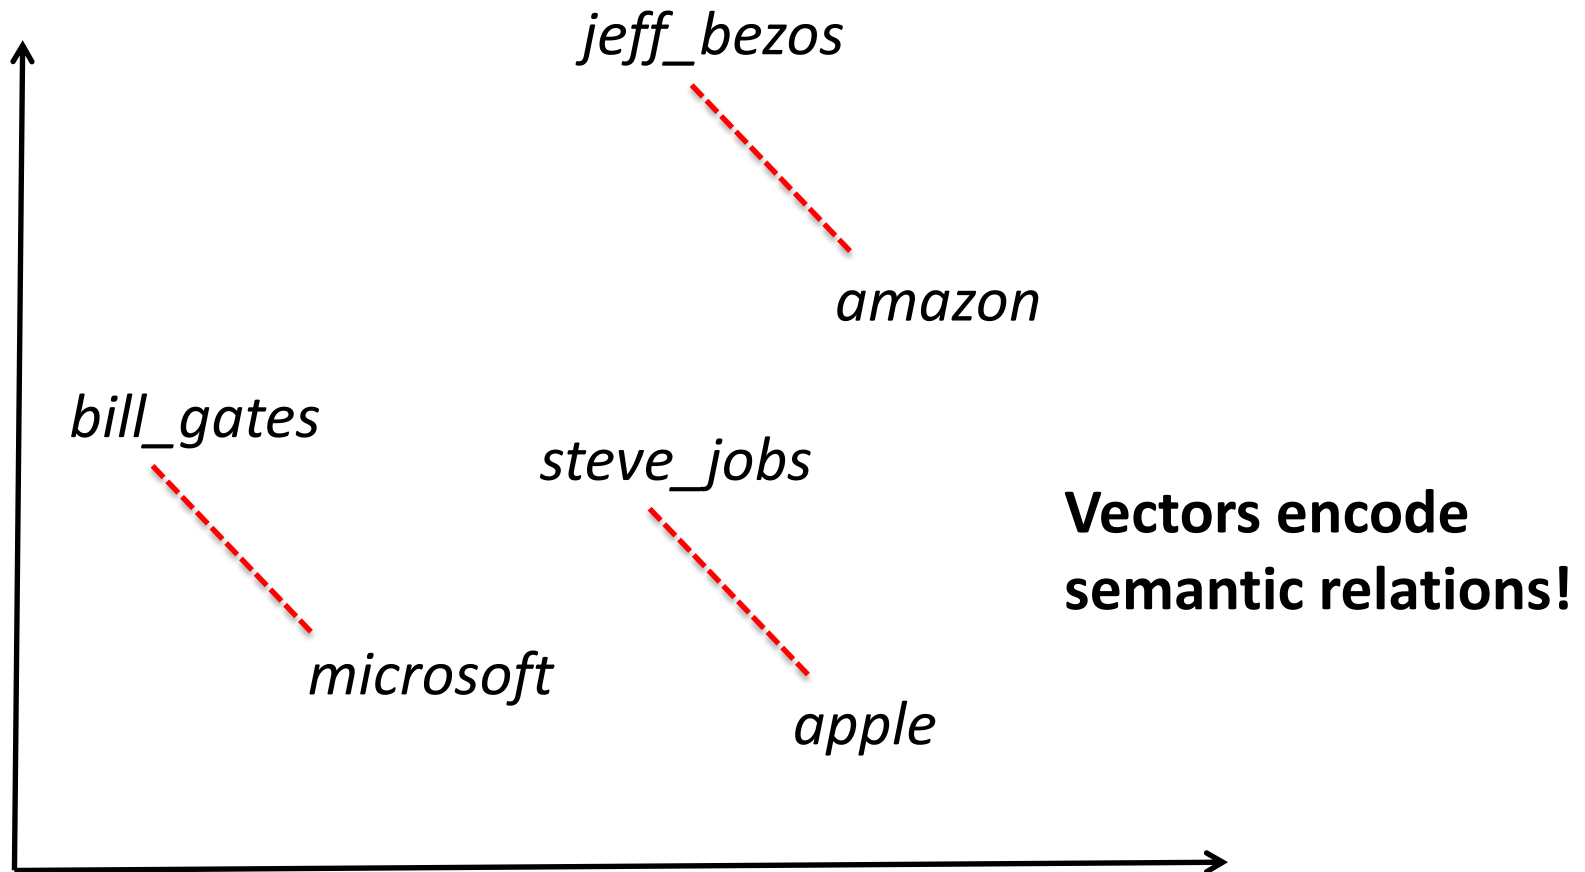 jeff_bezos
amazon
bill_gates
steve_jobs
microsoft
apple
Vectors encode
semantic relations!